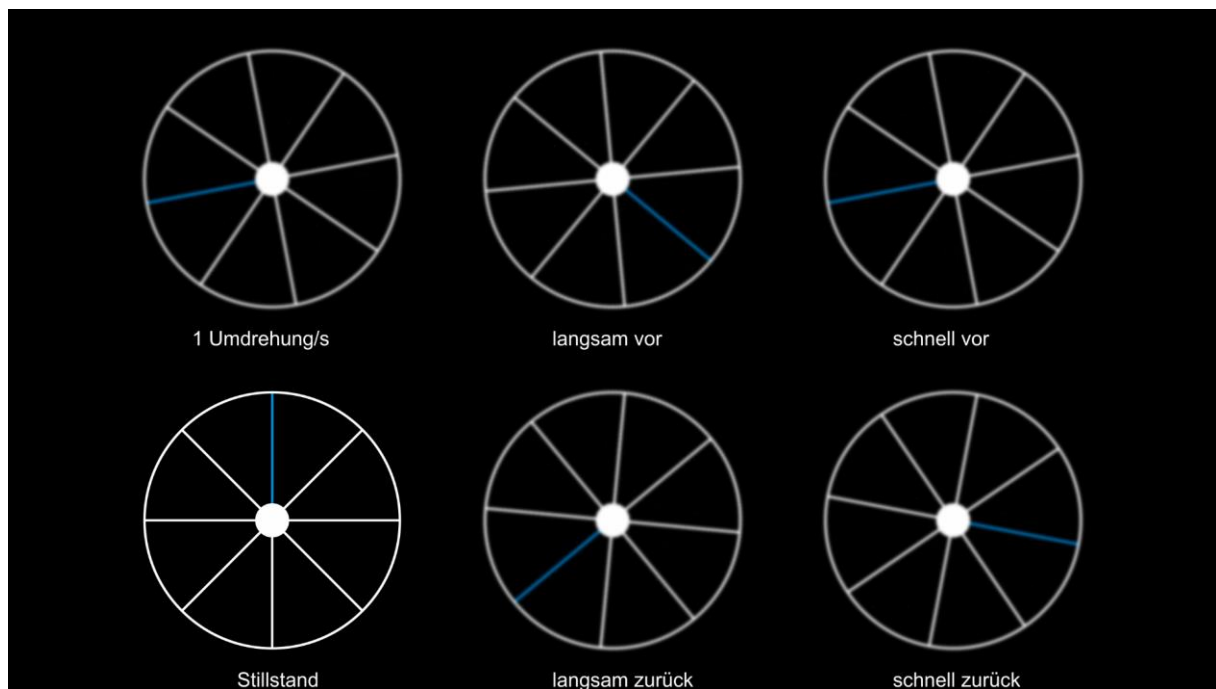 1 Umdrehung/s
langsam vor
schnell vor
Stillstand
langsam zurück
schnell zurück